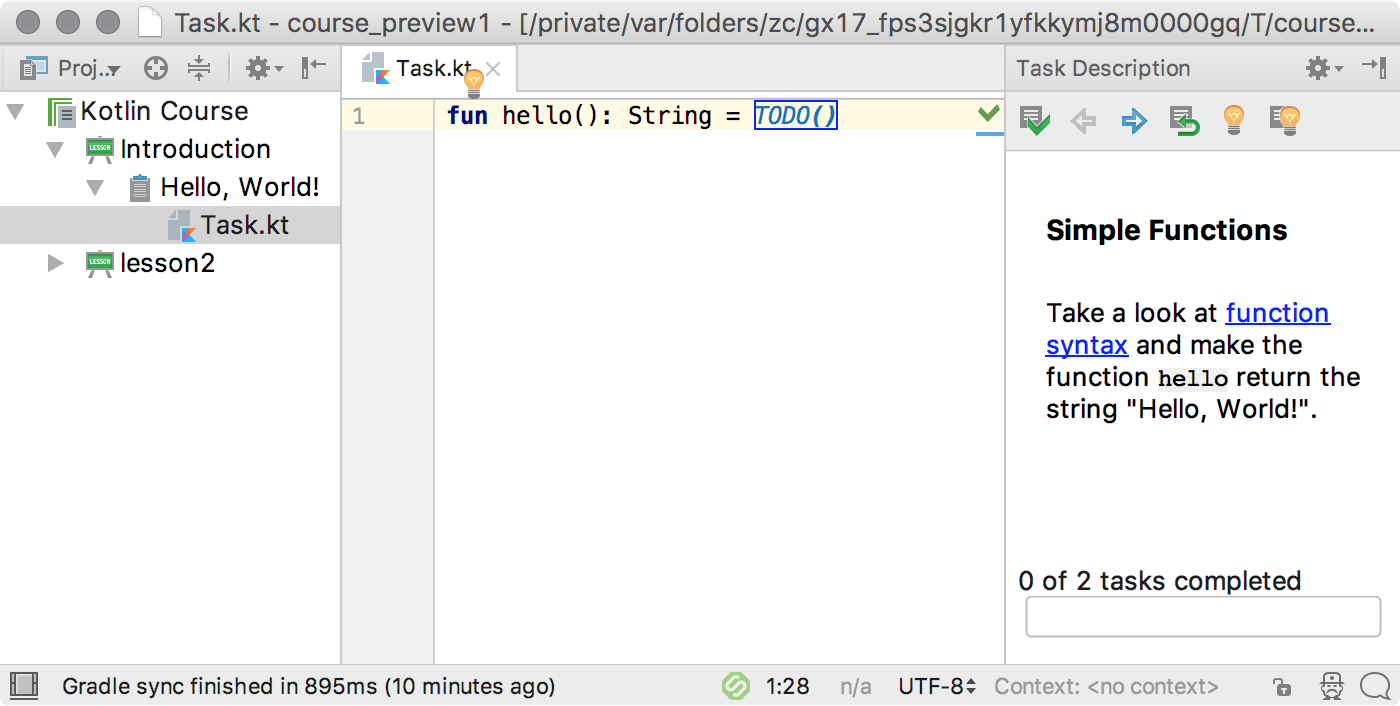 Task.kt - course_preview1 - [/private/var/folders/zc/gx17_fps3sjgkr1yfkkymj8m0000gq/T/course...
Proj..
Task.kt
Task Description
Kotlin Course
Introduction
Hello, World!
Task.kt
lesson2
LESSON
LESSON
1
fun hello(): String = TODO()
Simple Functions
Take a look at function
syntax and make the
function hello return the
string "Hello, World!".
0 of 2 tasks completed
Gradle sync finished in 895ms (10 minutes ago)
1:28
n/a
UTF-8
Context: <no context>